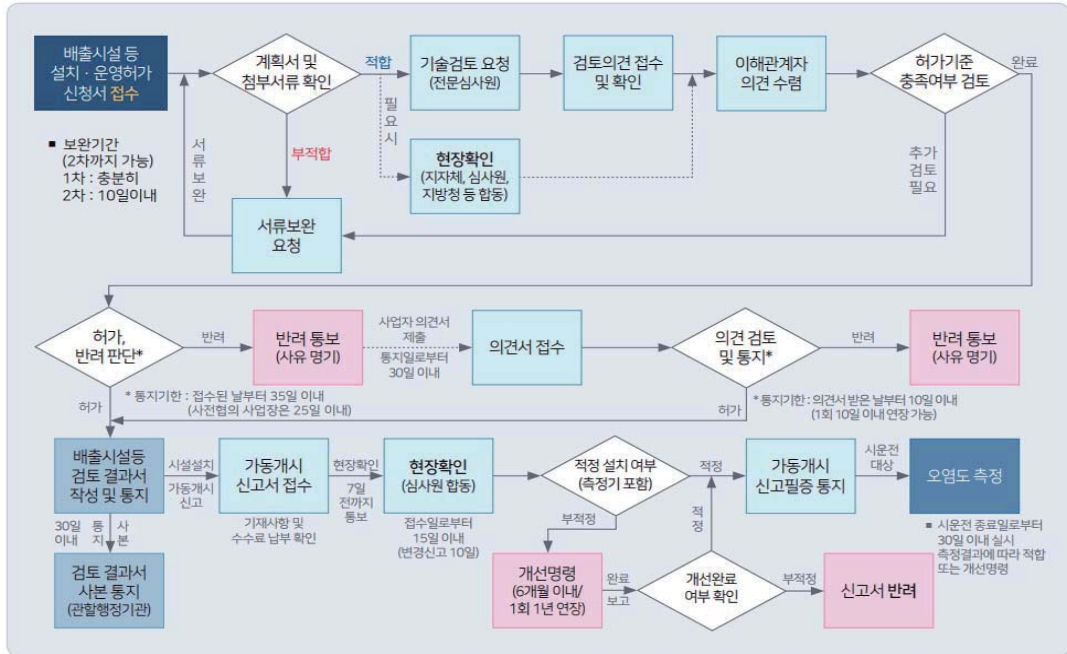 배출시설 등
설치 · 운영허가
신청서 접수
계획서 및
첨부서류 확인
적합
기술검토 요청
(전문심사원)
검토의견 접수
및 확인
이해관계자
의견 수렴
허가기준
충족여부 검토
완료
필요시
■ 보완기간
(2차까지 가능)
1차 : 충분히
2차 : 10일이내
서류보완
부적합
현장확인
(지자체, 심사원,
지방청 등 합동)
추가
검토
필요
서류보완
요청
허가,
반려 판단*
반려
반려 통보
(사유 명기)
사업자 의견서
제출
통지일로부터
30일 이내
의견서 접수
의견 검토
및 통지*
반려
반려 통보
(사유 명기)
허가
* 통지기한 : 접수된 날부터 35일 이내
(사전협의 사업장은 25일 이내)
허가
* 통지기한 : 의견서 받은 날부터 10일 이내
(1회 10일 이내 연장 가능)
배출시설등
검토 결과서
작성 및 통지
시설설치
가동개시
신고
가동개시
신고서 접수
기재사항 및
수수료 납부 확인
현장확인
7일
전까지
통보
현장확인
(심사원 합동)
접수일로부터
15일 이내
(변경신고 10일)
적정 설치 여부
(측정기 포함)
적정
가동개시
신고필증 통지
시운전
대상
오염도 측정
■ 시운전 종료일로부터
30일 이내 실시
측정결과에 따라 적합
또는 개선명령
30일
이내
통지
사본
검토 결과서
사본 통지
(관할행정기관)
부적정
개선명령
(6개월 이내/
1회 1년 연장)
완료
보고
개선완료
여부 확인
적정
부적정
신고서 반려